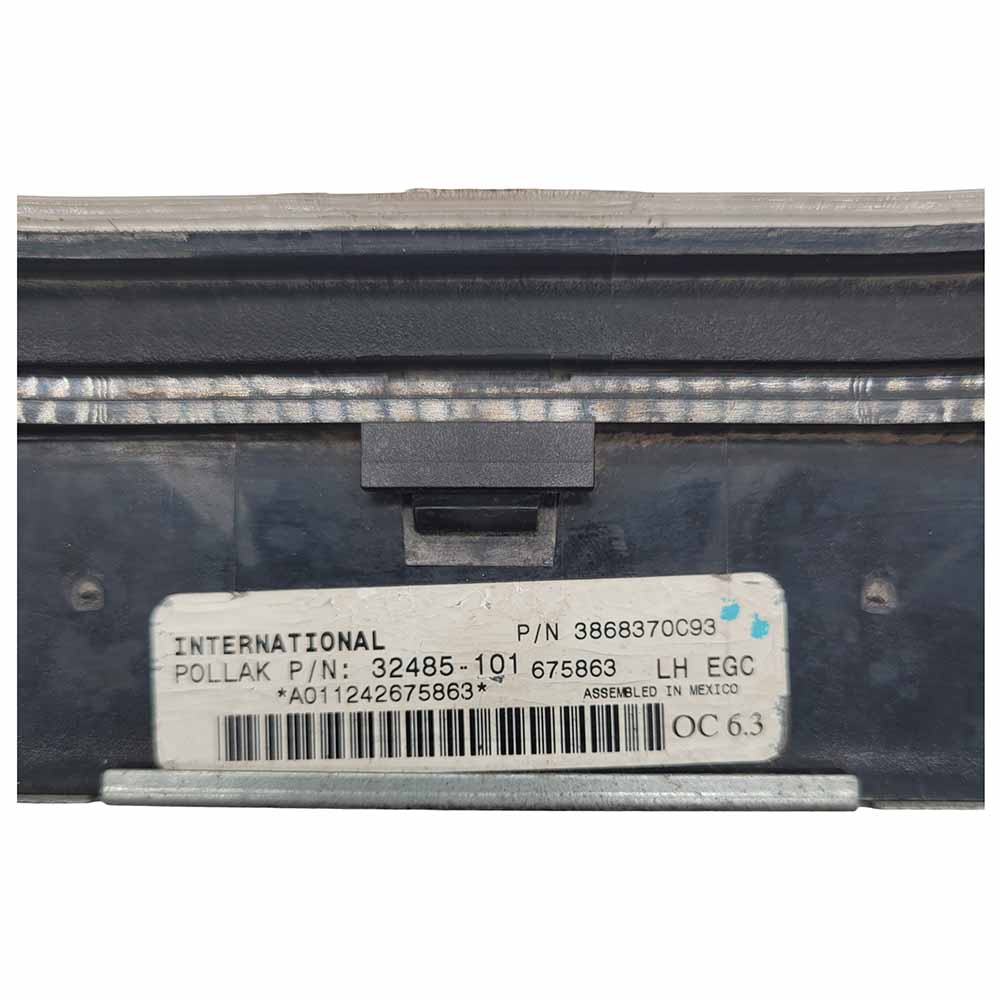 INTERNATIONAL P/N 3868370C93
POLLAK P/N: 32485-101 675863 LH EGC
*A011242675863* ASSEMBLED IN MEXICO
OC 6.3